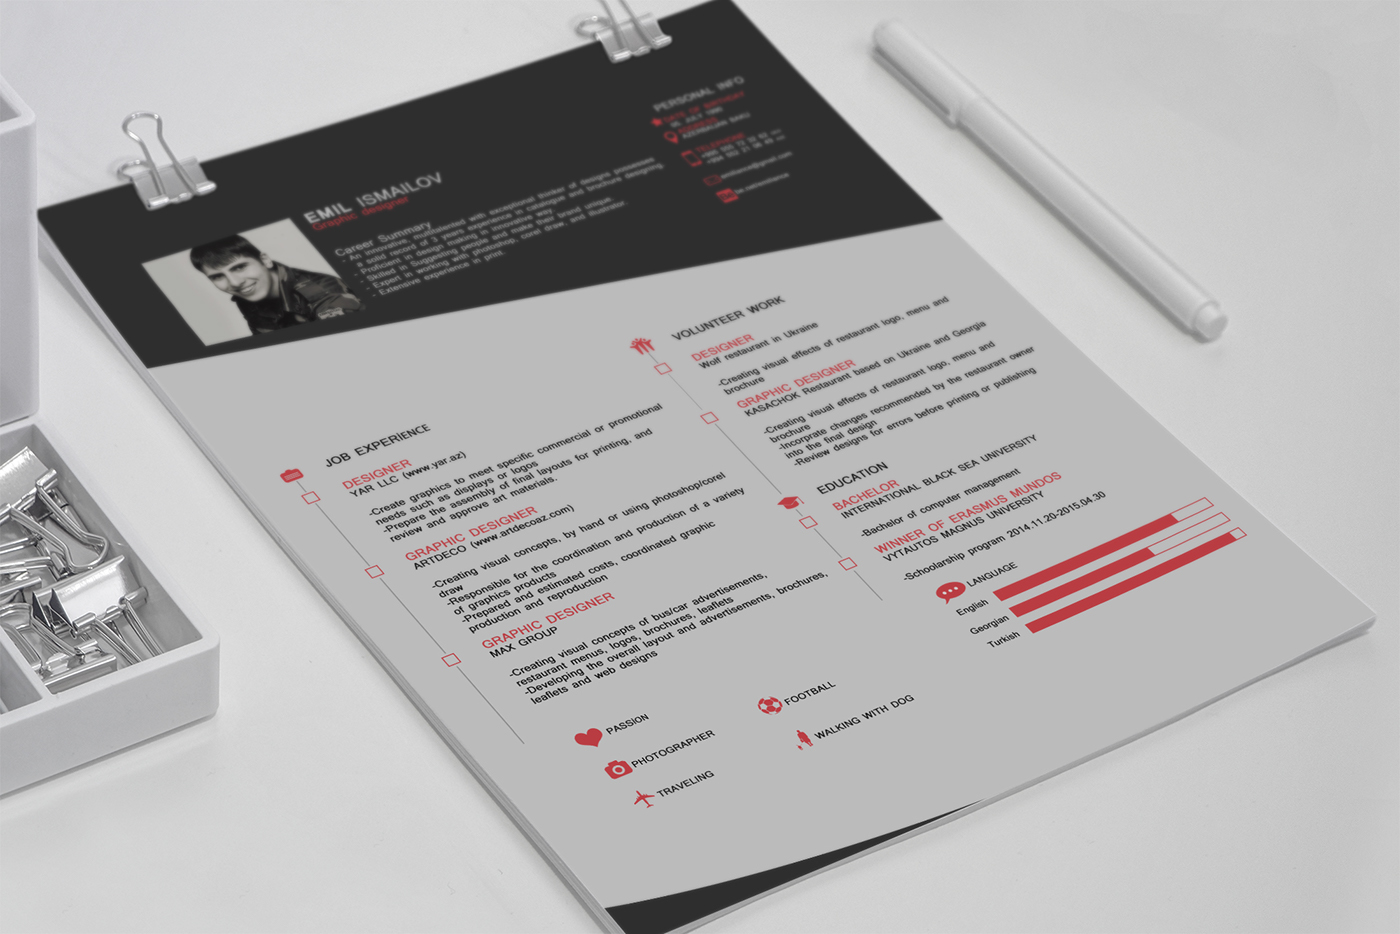 EMIL ISMAILOV
Graphic designer
Career Summary
- An innovative, multitalented with exceptional thinker of designs possesses
a solid record of 3 years experience in catalogue and brochure designing.
- Proficient in design making in innovative way.
- Skilled in Suggesting people and make their brand unique.
- Expert in working with photoshop, corel draw, and illustrator.
- Extensive experience at print.
PERSONAL INFO
DATE OF BIRTHDAY
JULY 1990
ADDRESS
AZERBAIJAN BAKU
TELEPHONE
JOB EXPERIENCE
DESIGNER
YAR LLC (www.yar.az)
-Create graphics to meet specific commercial or promotional
needs such as displays or logos
-Prepare the assembly of final layouts for printing, and
review and approve art materials.
GRAPHIC DESIGNER
ARTDECO (www.artdecoaz.com)
-Creating visual concepts, by hand or using photoshop/corel
draw
-Responsible for the coordination and production of a variety
of graphics products
-Prepared and estimated costs, coordinated graphic
production and reproduction
GRAPHIC DESIGNER
MAX GROUP
-Creating visual concepts of bus/car advertisements,
restaurant menus, logos, brochures, leaflets
-Developing the overall layout and advertisements, brochures,
leaflets and web designs
VOLUNTEER WORK
DESIGNER
Wolf restaurant in Ukraine
-Creating visual effects of restaurant logo, menu and
brochure
GRAPHIC DESIGNER
KASACHOK Restaurant based on Ukraine and Georgia
-Creating visual effects of restaurant logo, menu and
brochure
-Incorprate changes recommended by the restaurant owner
into the final design
-Review designs for errors before printing or publishing
EDUCATION
BACHELOR
INTERNATIONAL BLACK SEA UNIVERSITY
-Bachelor of computer management
WINNER OF ERASMUS MUNDOS
VYTAUTOS MAGNUS UNIVERSITY
-Schoolarship program 2014.11.20-2015.04.30
LANGUAGE
English
Georgian
Turkish
PASSION
PHOTOGRAPHER
TRAVELING
FOOTBALL
WALKING WITH DOG